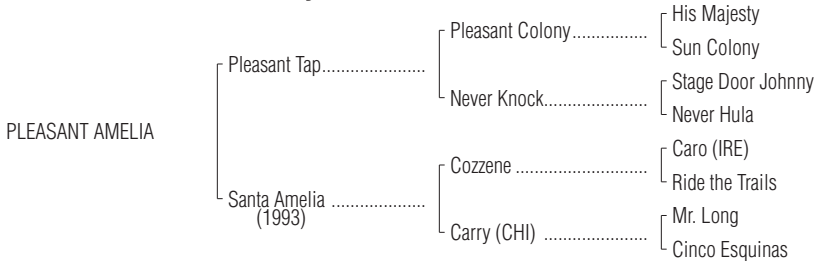 His Majesty
Pleasant Colony................
Sun Colony
Pleasant Tap......................
Stage Door Johnny
Never Knock......................
Never Hula
PLEASANT AMELIA
Caro (IRE)
Cozzene ............................
Ride the Trails
Santa Amelia ....................
(1993)
Mr. Long
Carry (CHI) ......................
Cinco Esquinas